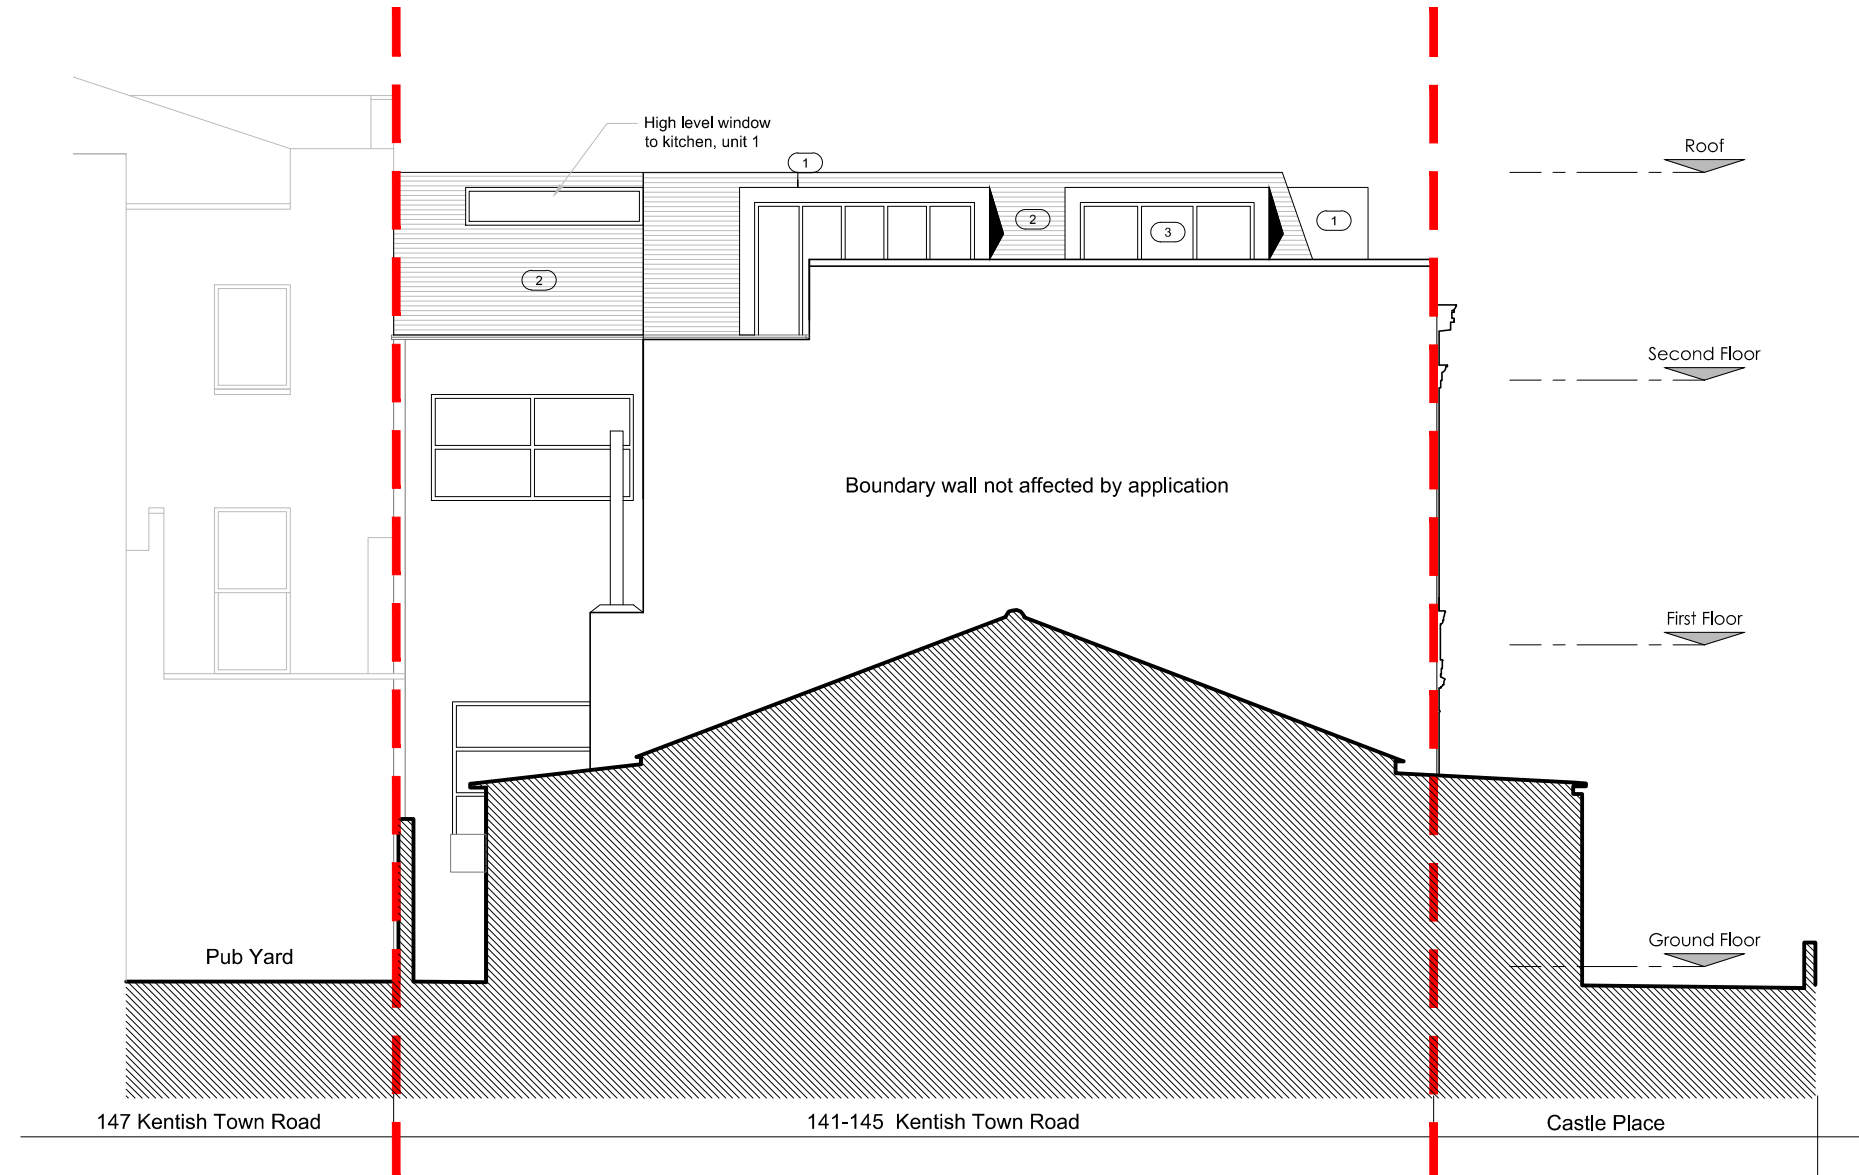 High level window
to kitchen, unit 1
Roof
1
2
3
1
2
Second Floor
Boundary wall not affected by application
First Floor
Ground Floor
Pub Yard
147 Kentish Town Road
141-145 Kentish Town Road
Castle Place